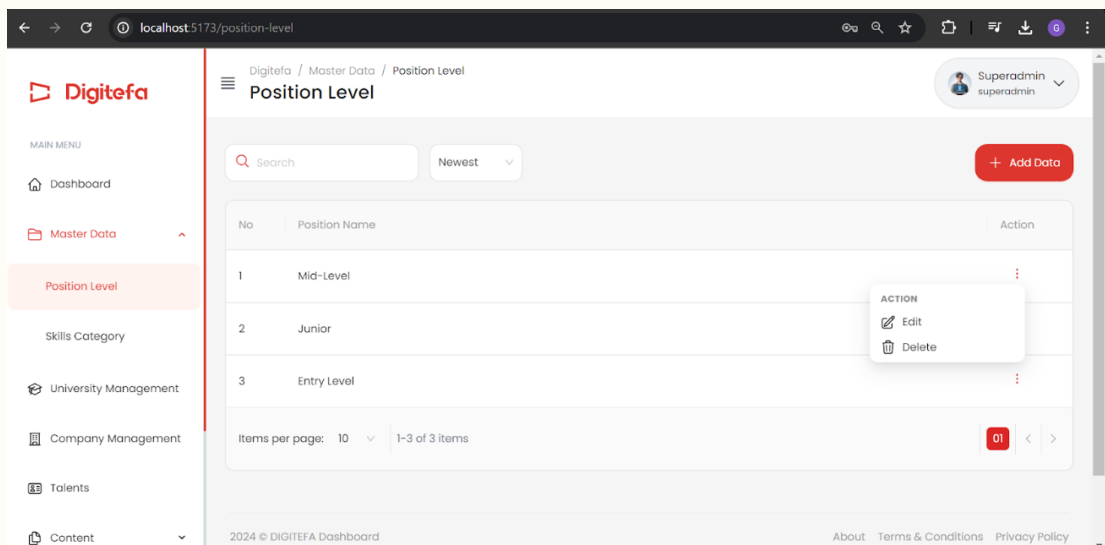 localhost:5173/position-level
G
Digitefa
MAIN MENU
Dashboard
Master Data
Position Level
Skills Category
University Management
Company Management
Talents
Content
Digitefa / Master Data / Position Level
Position Level
Superadmin
superadmin
Search
Newest
+ Add Data
No Position Name Action
1 Mid-Level
2 Junior
3 Entry Level
ACTION
Edit
Delete
Items per page: 10 1-3 of 3 items 01 < >
2024 © DIGITEFA Dashboard About Terms & Conditions Privacy Policy